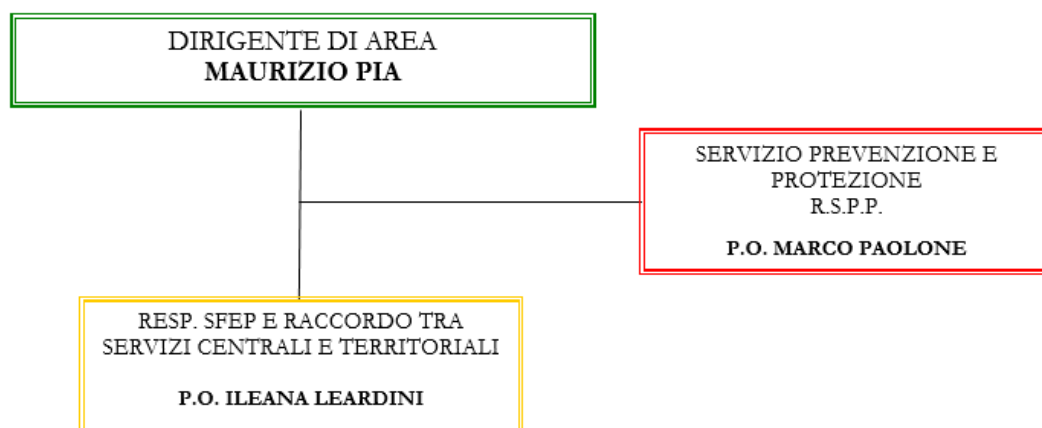 DIRIGENTE DI AREA
MAURIZIO PIA
SERVIZIO PREVENZIONE E
PROTEZIONE
R.S.P.P.
P.O. MARCO PAOLONE
RESP. SFEP E RACCORDO TRA
SERVIZI CENTRALI E TERRITORIALI
P.O. ILEANA LEARDINI